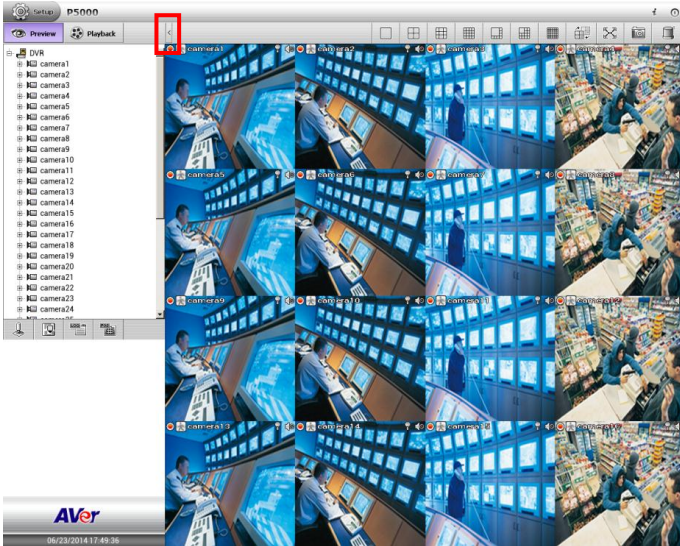 Setup P5000
Preview Playback
DVR
camera1
camera2
camera3
camera4
camera5
camera6
camera7
camera8
camera9
camera10
camera11
camera12
camera13
camera14
camera15
camera16
camera17
camera18
camera19
camera20
camera21
camera22
camera23
camera24
camera1 camera2 camera3 camera4
camera5 camera6 camera7 camera8
camera9 camera10 camera11 camera12
camera13 camera14 camera15 camera16
AVer
06/23/2014 17:49:36